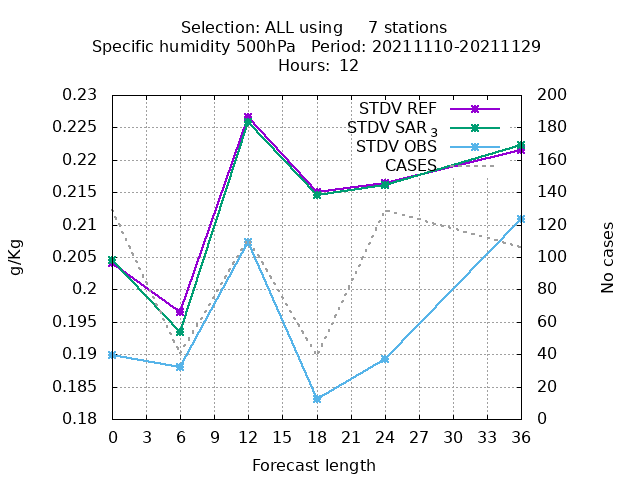 Selection: ALL using 7 stations
Specific humidity 500hPa Period: 20211110-20211129
Hours: 12
0.23
0.225
0.22
0.215
0.21
0.205
0.2
0.195
0.19
0.185
0.18
g/Kg
STDV REF
STDV SAR 3
STDV OBS
CASES
200
180
160
140
120
100
80
60
40
20
0
No cases
0 3 6 9 12 15 18 21 24 27 30 33 36
Forecast length